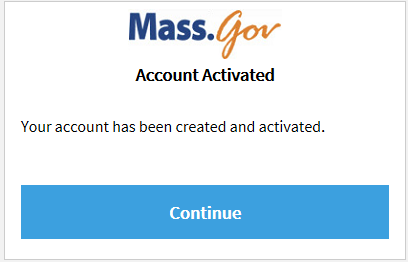 Mass.Gov
Account Activated
Your account has been created and activated.
Continue